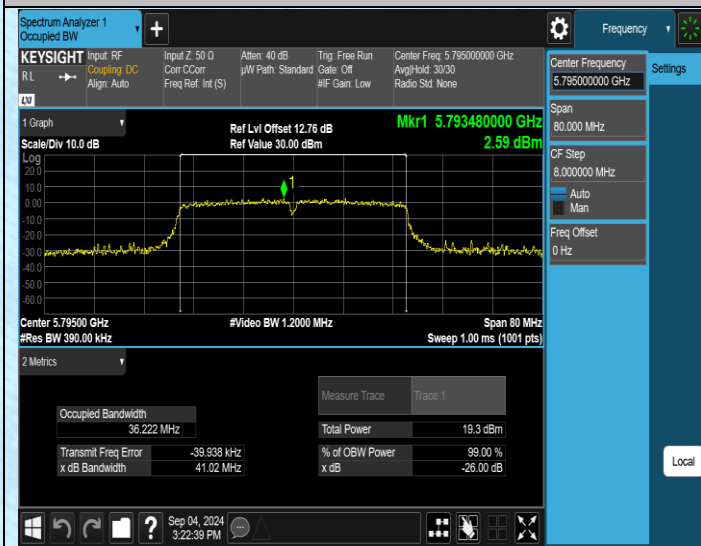 Spectrum Analyzer 1
Occupied BW
Frequency
KEYSIGHT
RL
LXI
Input: RF
Coupling: DC
Align: Auto
Input Z: 50 Ω
Corr CCorr
Freq Ref: Int (S)
Atten: 40 dB
µW Path: Standard
Trig: Free Run
Gate: Off
#IF Gain: Low
Center Freq: 5.795000000 GHz
Avg|Hold: 30/30
Radio Std: None
Center Frequency
5.795000000 GHz
Settings
Span
80.000 MHz
CF Step
8.000000 MHz
Auto
Man
Freq Offset
0 Hz
Local
1 Graph
Scale/Div 10.0 dB
Ref Lvl Offset 12.76 dB
Ref Value 30.00 dBm
Mkr1 5.793480000 GHz
2.59 dBm
Log
20.0
10.0
0.00
-10.0
-20.0
-30.0
-40.0
-50.0
-60.0
1
Center 5.79500 GHz
#Res BW 390.00 kHz
#Video BW 1.2000 MHz
Span 80 MHz
Sweep 1.00 ms (1001 pts)
2 Metrics
Measure Trace Trace 1
Occupied Bandwidth
36.222 MHz
Total Power 19.3 dBm
Transmit Freq Error -39.938 kHz
% of OBW Power 99.00 %
x dB Bandwidth 41.02 MHz
x dB -26.00 dB
Sep 04, 2024
3:22:39 PM